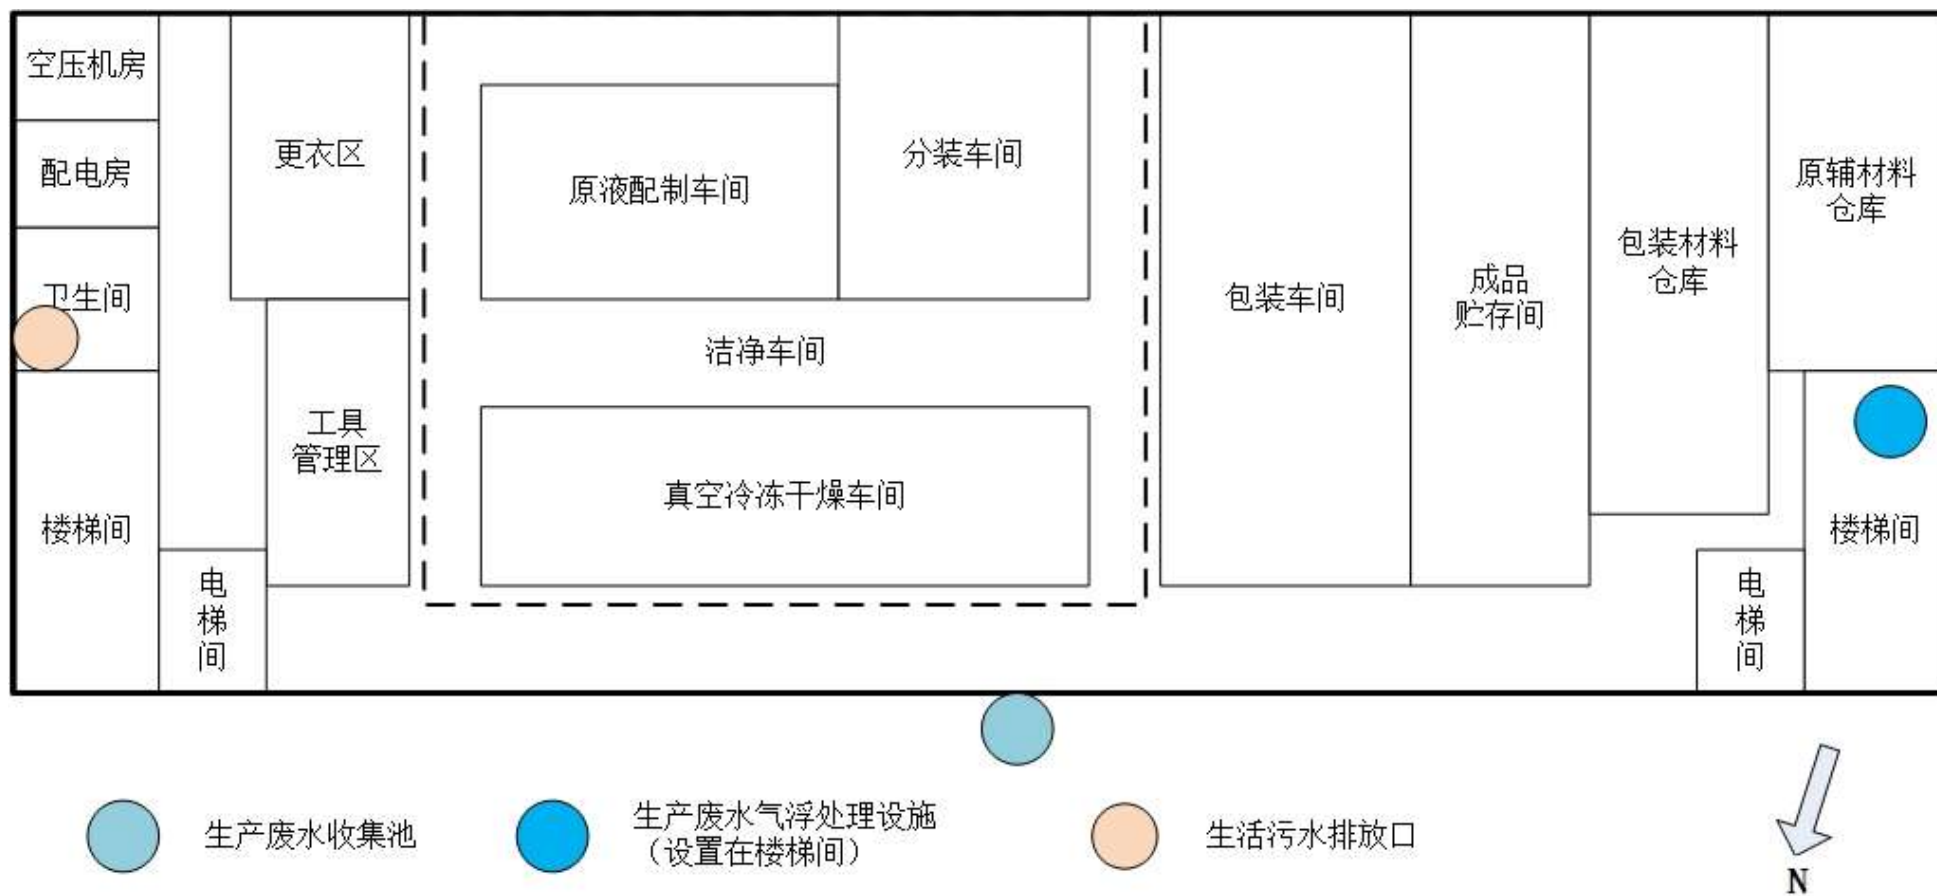 空压机房
配电房
卫生间
楼梯间
电
梯
间
更衣区
工具
管理区
原液配制车间
分装车间
洁净车间
真空冷冻干燥车间
包装车间
成品
贮存间
包装材料
仓库
原辅材料
仓库
楼梯间
电
梯
间
生产废水收集池
生产废水气浮处理设施
（设置在楼梯间）
生活污水排放口
N